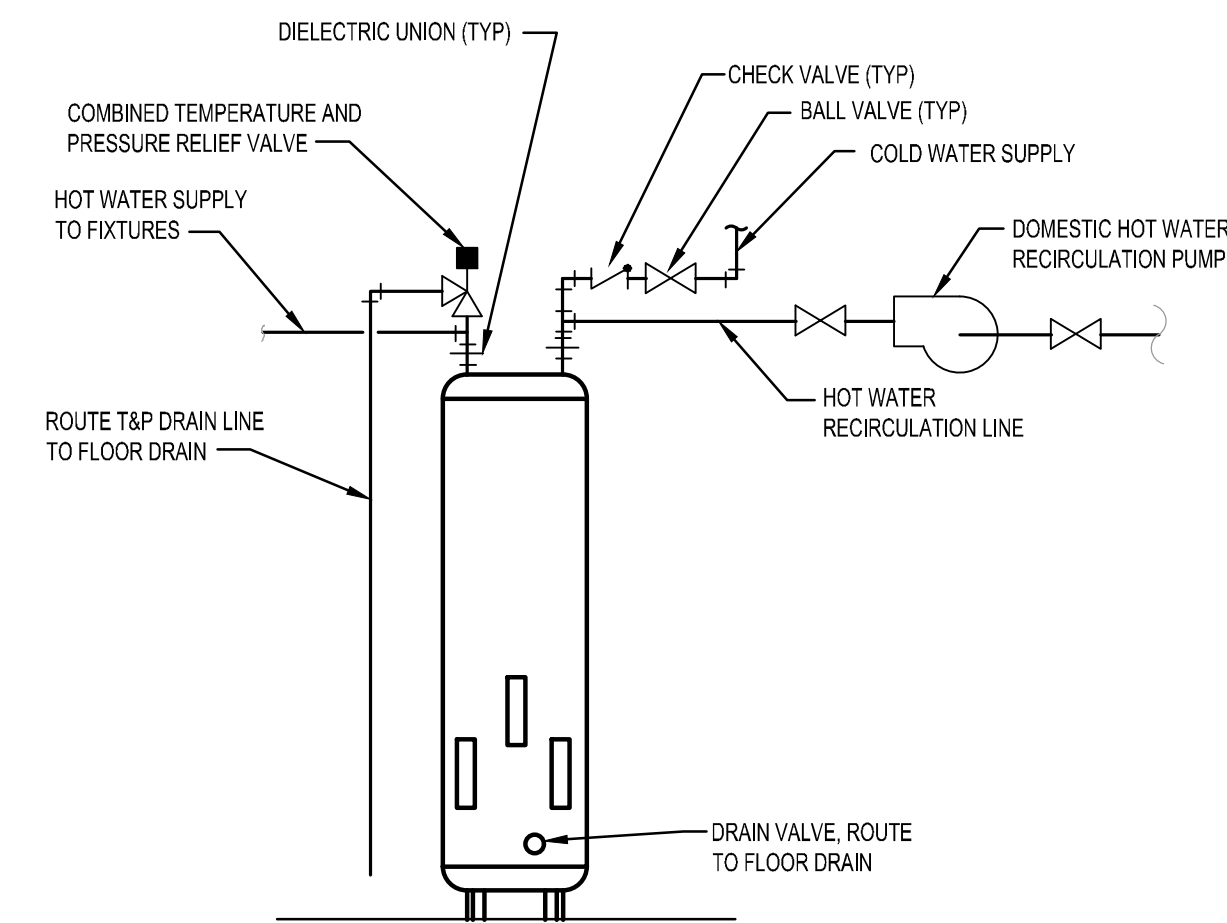 DIELECTRIC UNION (TYP)
CHECK VALVE (TYP)
COMBINED TEMPERATURE AND
PRESSURE RELIEF VALVE
BALL VALVE (TYP)
COLD WATER SUPPLY
HOT WATER SUPPLY
TO FIXTURES
DOMESTIC HOT WATER
RECIRCULATION PUMP
HOT WATER
RECIRCULATION LINE
ROUTE T&P DRAIN LINE
TO FLOOR DRAIN
DRAIN VALVE, ROUTE
TO FLOOR DRAIN